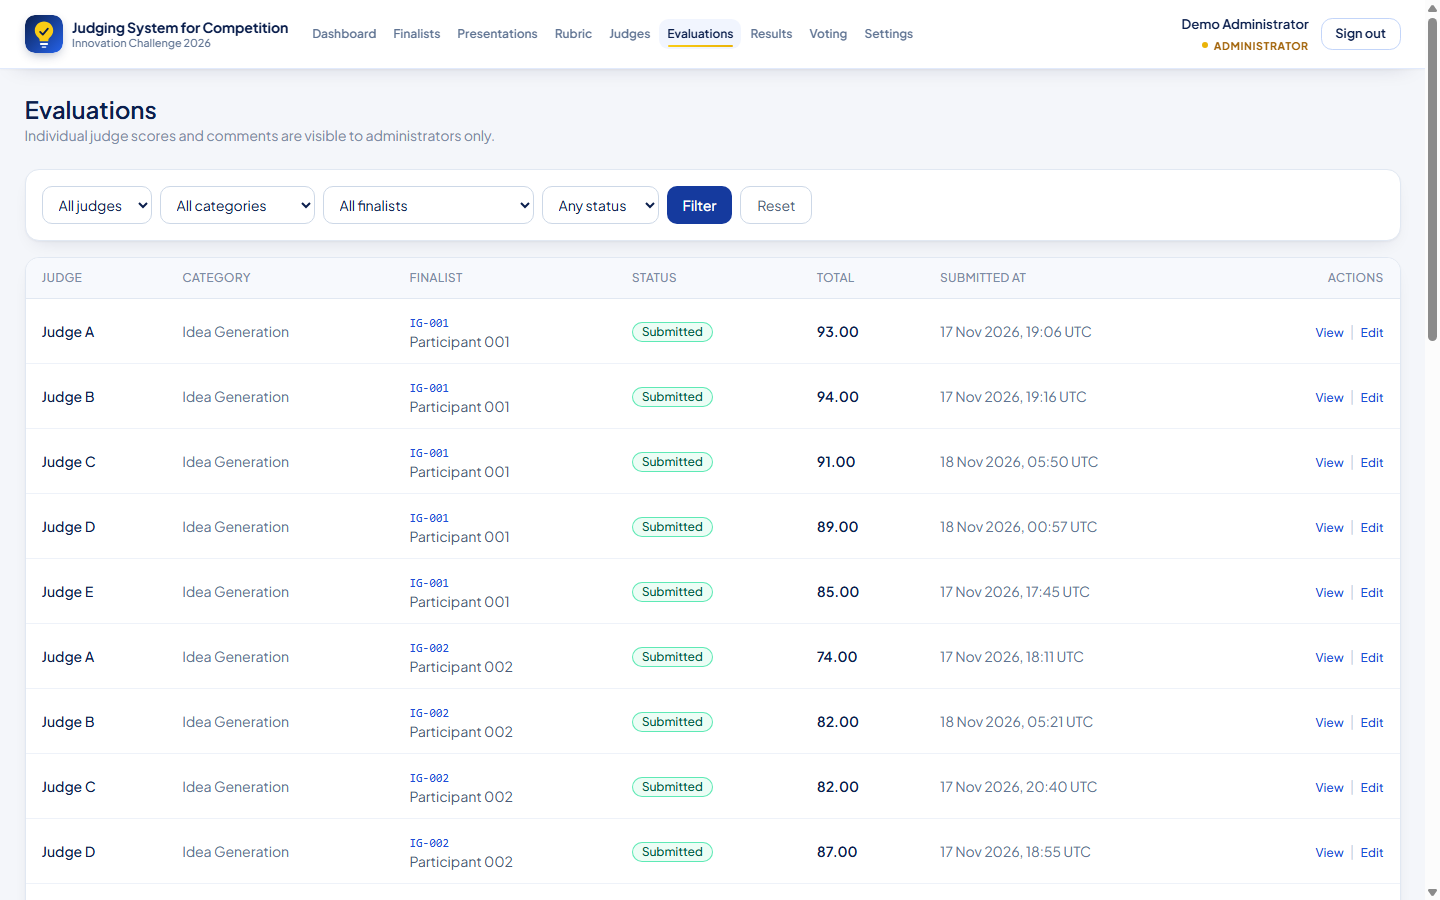 Judging System for Competition
Innovation Challenge 2026
Dashboard Finalists Presentations Rubric Judges Evaluations Results Voting Settings
Demo Administrator
ADMINISTRATOR
Sign out
Evaluations
Individual judge scores and comments are visible to administrators only.
All judges All categories All finalists Any status Filter Reset
JUDGE CATEGORY FINALIST STATUS TOTAL SUBMITTED AT ACTIONS
Judge A Idea Generation IG-001 Participant 001 Submitted 93.00 17 Nov 2026, 19:06 UTC View | Edit
Judge B Idea Generation IG-001 Participant 001 Submitted 94.00 17 Nov 2026, 19:16 UTC View | Edit
Judge C Idea Generation IG-001 Participant 001 Submitted 91.00 18 Nov 2026, 05:50 UTC View | Edit
Judge D Idea Generation IG-001 Participant 001 Submitted 89.00 18 Nov 2026, 00:57 UTC View | Edit
Judge E Idea Generation IG-001 Participant 001 Submitted 85.00 17 Nov 2026, 17:45 UTC View | Edit
Judge A Idea Generation IG-002 Participant 002 Submitted 74.00 17 Nov 2026, 18:11 UTC View | Edit
Judge B Idea Generation IG-002 Participant 002 Submitted 82.00 18 Nov 2026, 05:21 UTC View | Edit
Judge C Idea Generation IG-002 Participant 002 Submitted 82.00 17 Nov 2026, 20:40 UTC View | Edit
Judge D Idea Generation IG-002 Participant 002 Submitted 87.00 17 Nov 2026, 18:55 UTC View | Edit